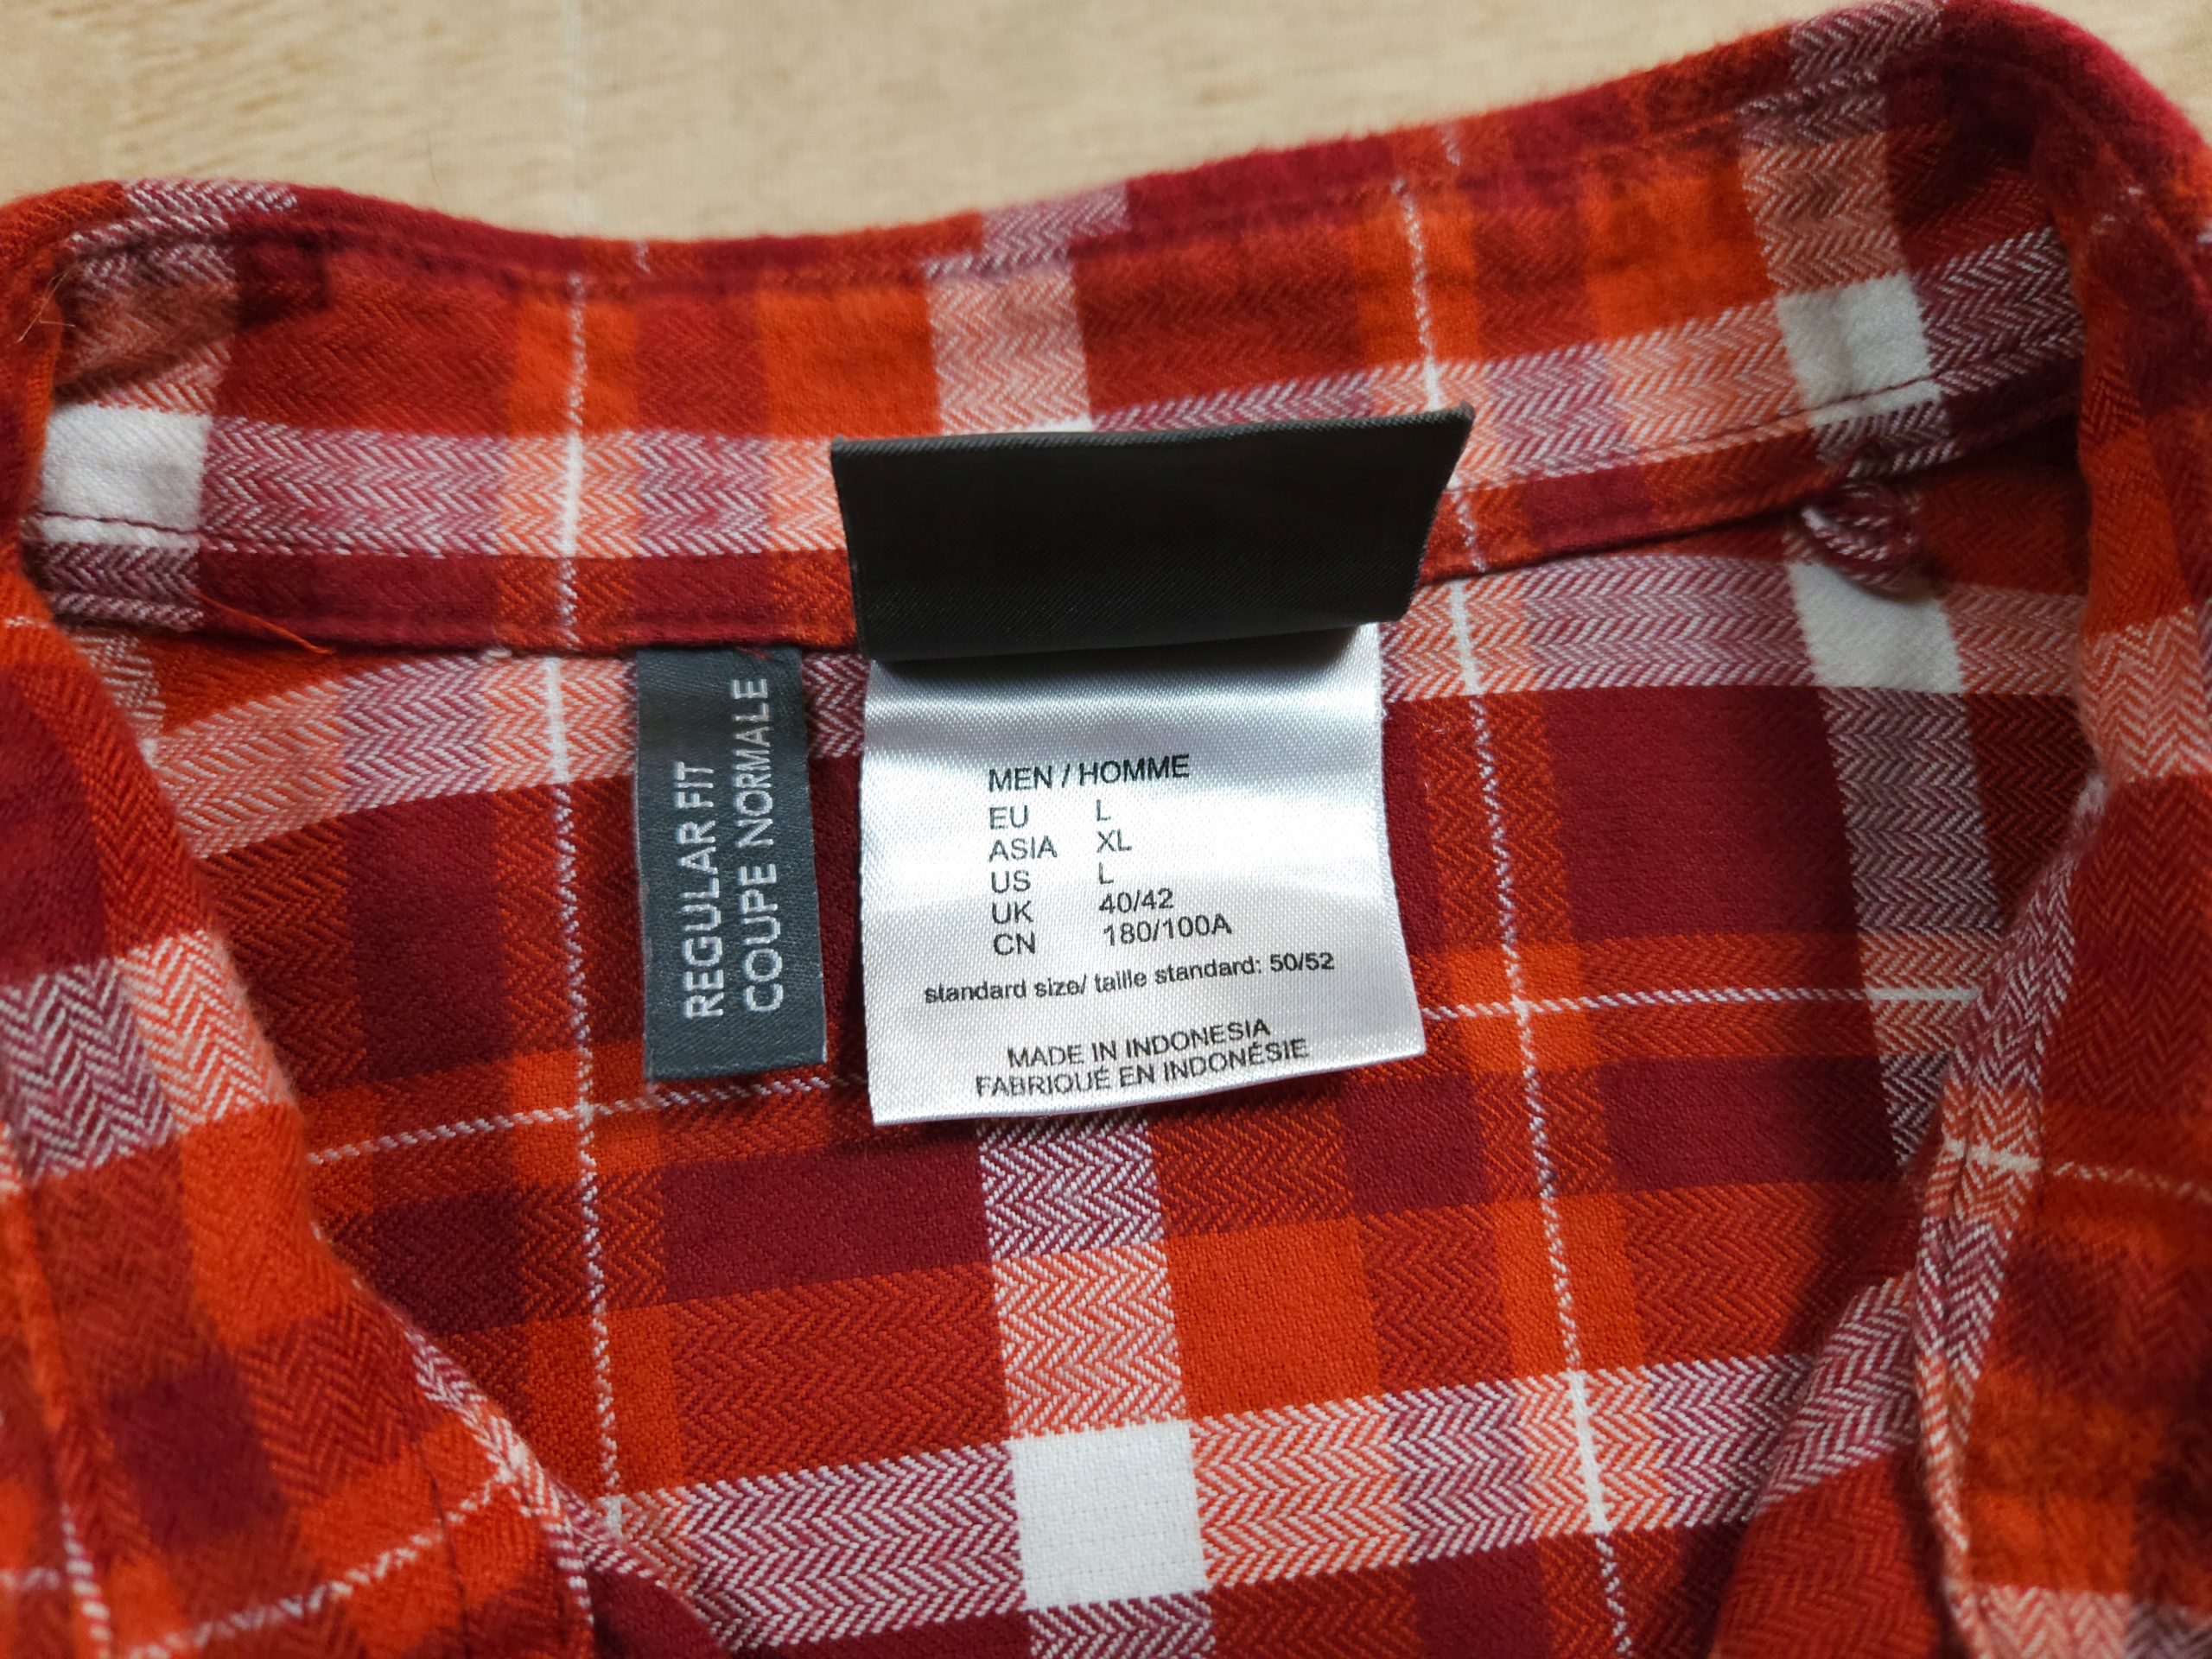 REGULAR FIT
COUPE NORMALE
MEN / HOMME
EU L
ASIA XL
US L
UK 40/42
CN 180/100A
standard size/ taille standard: 50/52
MADE IN INDONESIA
FABRIQUÉ EN INDONÉSIE